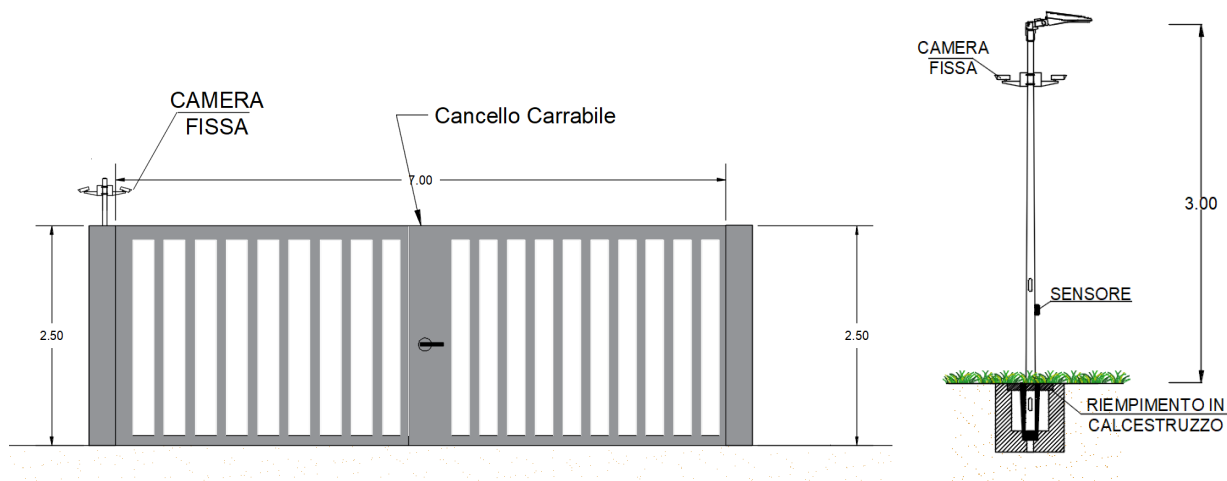 CAMERA
FISSA
Cancello Carrabile
7.00
2.50
2.50
CAMERA
FISSA
3.00
SENSORE
RIEMPIMENTO IN
CALCESTRUZZO